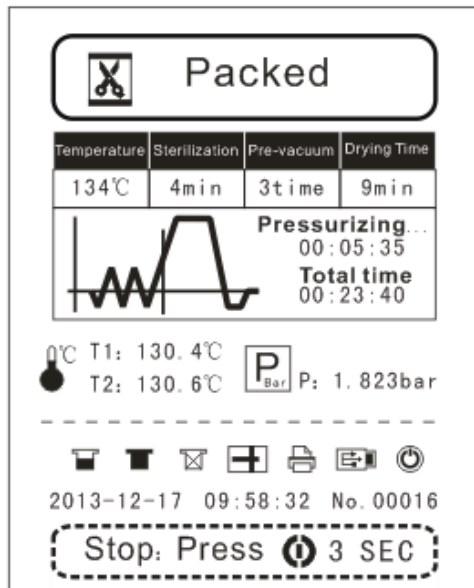 Packed
Temperature Sterilization Pre-vacuum Drying Time
134℃ 4min 3time 9min
Pressurizing...
00:05:35
Total time
00:23:40
℃ T1: 130.4℃
T2: 130.6℃ P Bar P: 1.823bar
2013-12-17 09:58:32 No.00016
Stop: Press 3 SEC